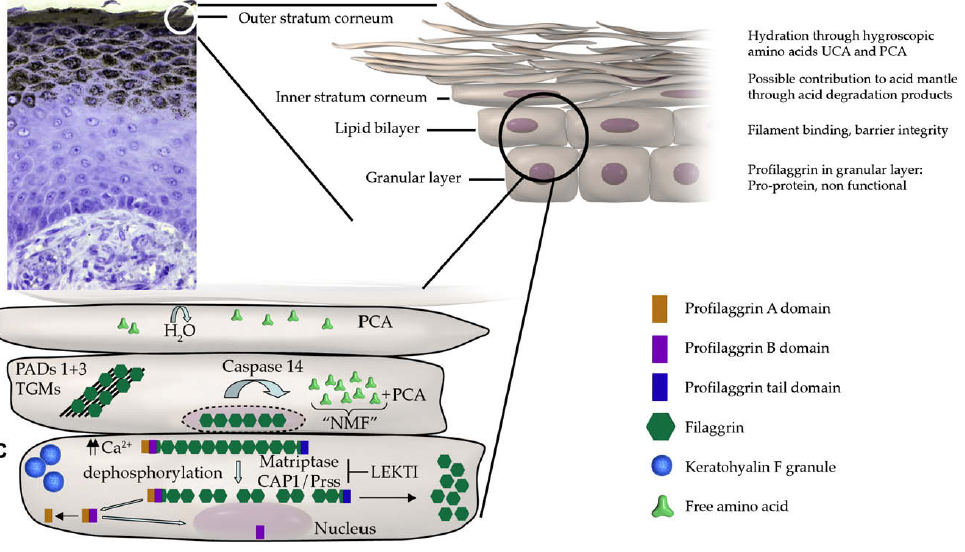 Outer stratum corneum
Hydration through hygroscopic
amino acids UCA and PCA
Possible contribution to acid mantle
through acid degradation products
Inner stratum corneum
Lipid bilayer
Filament binding, barrier integrity
Granular layer
Profilaggrin in granular layer:
Pro-protein, non functional
H2O
PCA
PADs 1+3
TGMs
Caspase 14
+PCA
“NMF”
c
Ca2+
dephosphorylation
Matriptase
CAP1/Prss
LEKTI
Nucleus
Profilaggrin A domain
Profilaggrin B domain
Profilaggrin tail domain
Filaggrin
Keratohyalin F granule
Free amino acid